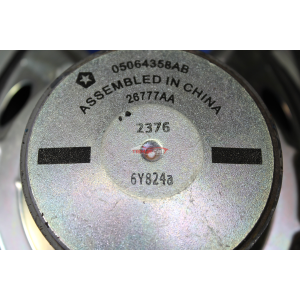 05064358AB
ASSEMBLED IN CHINA
26777AA
2376
6Y824a